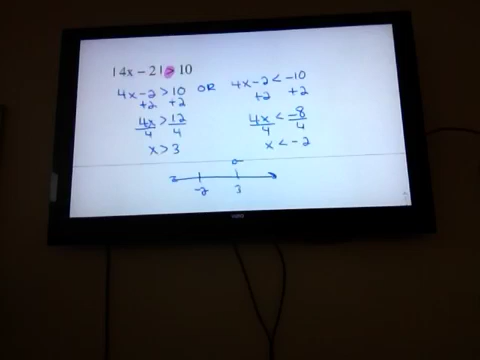 |4x − 2| > 10
4x-2 > 10 OR 4x-2 < -10
+2 +2 +2 +2
4x/4 > 12/4 4x/4 < -8/4
x > 3 x < -2
-2 3